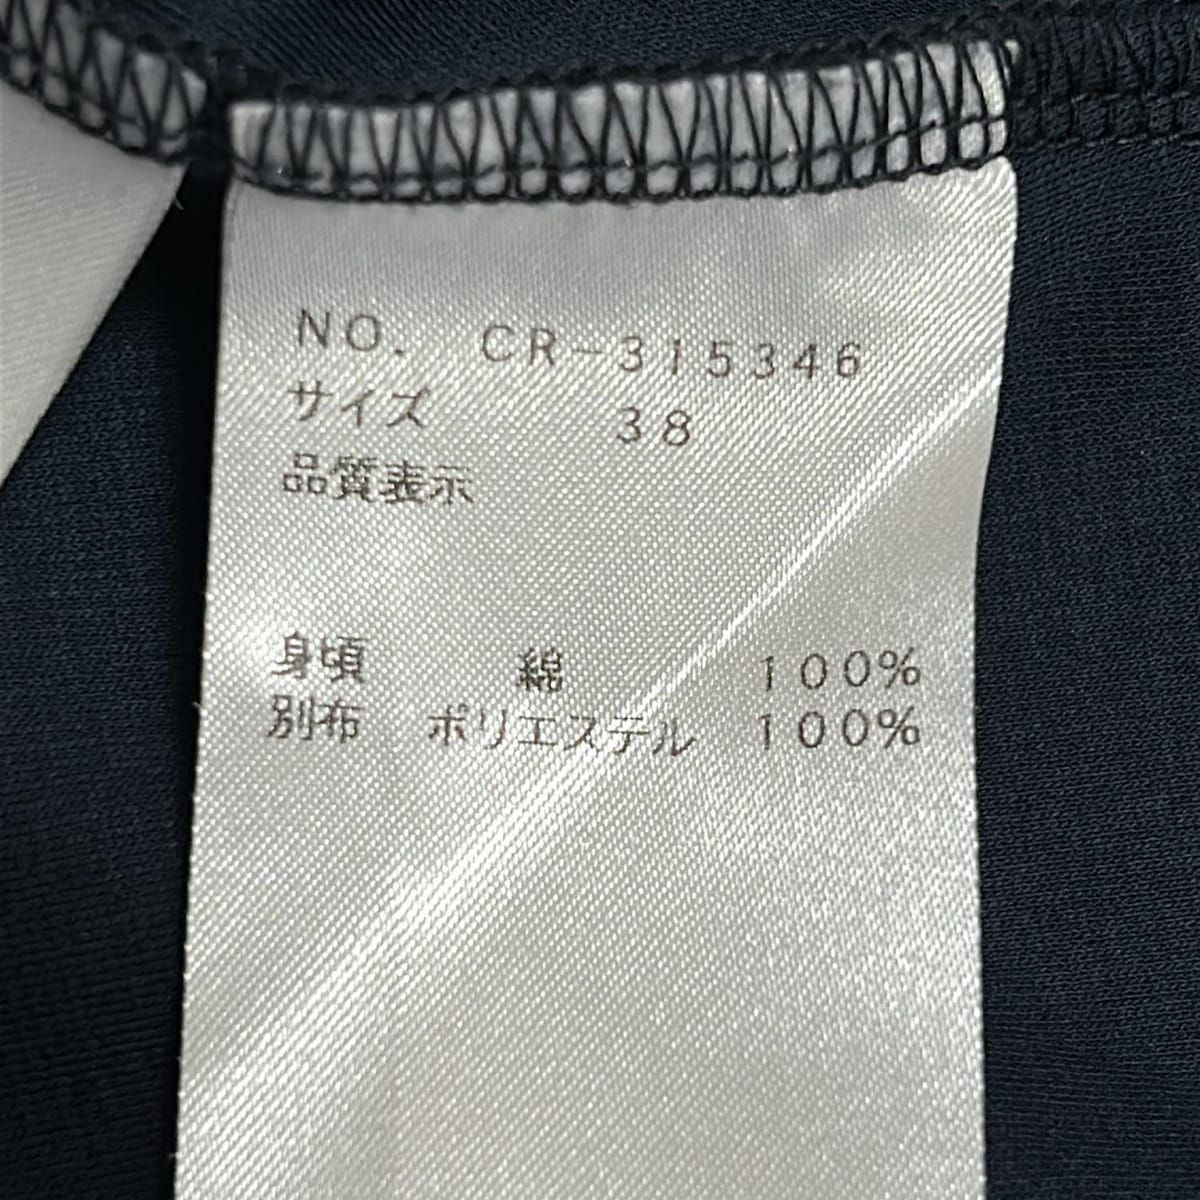 NO. CR-315346
サイズ 38
品質表示
身頃 綿 100%
別布 ポリエステル 100%